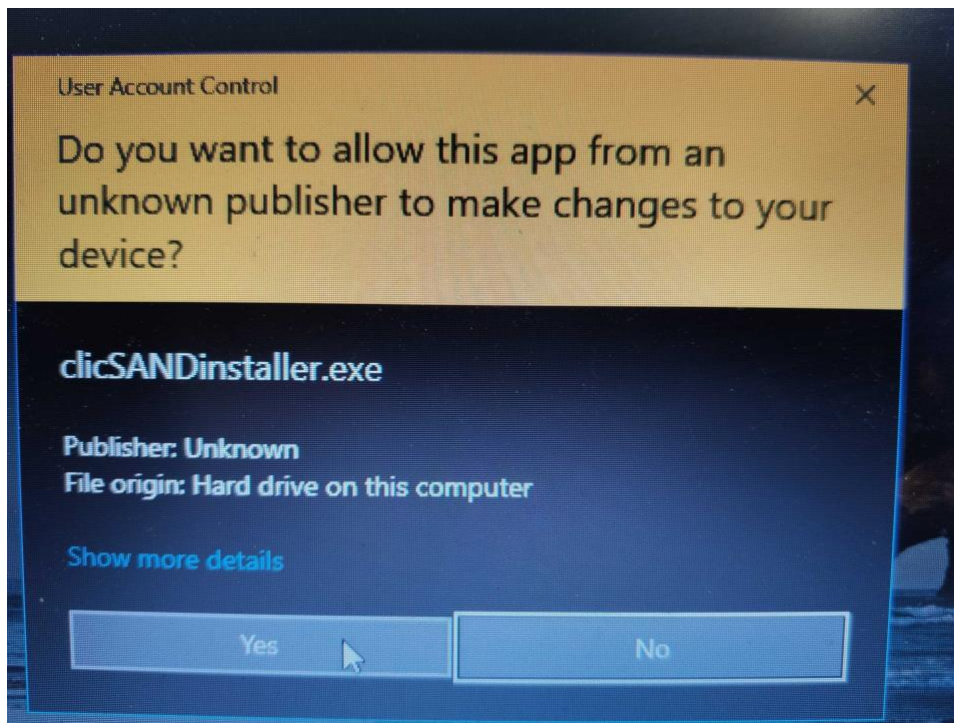 User Account Control
Do you want to allow this app from an
unknown publisher to make changes to your
device?
clicSANDinstaller.exe
Publisher: Unknown
File origin: Hard drive on this computer
Show more details
Yes
No